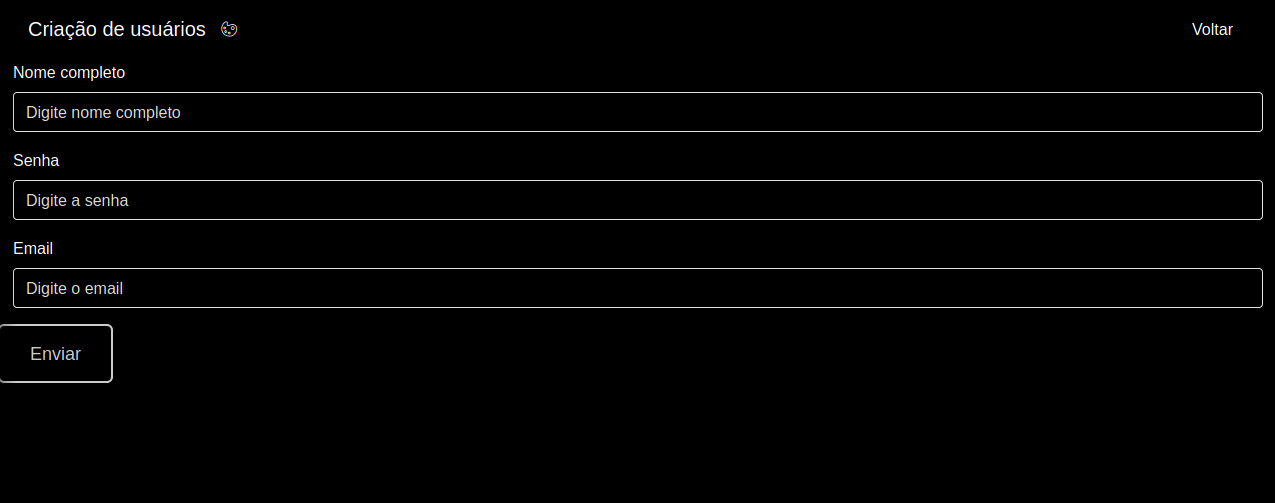 Criação de usuários
Voltar
Nome completo
Digite nome completo
Senha
Digite a senha
Email
Digite o email
Enviar